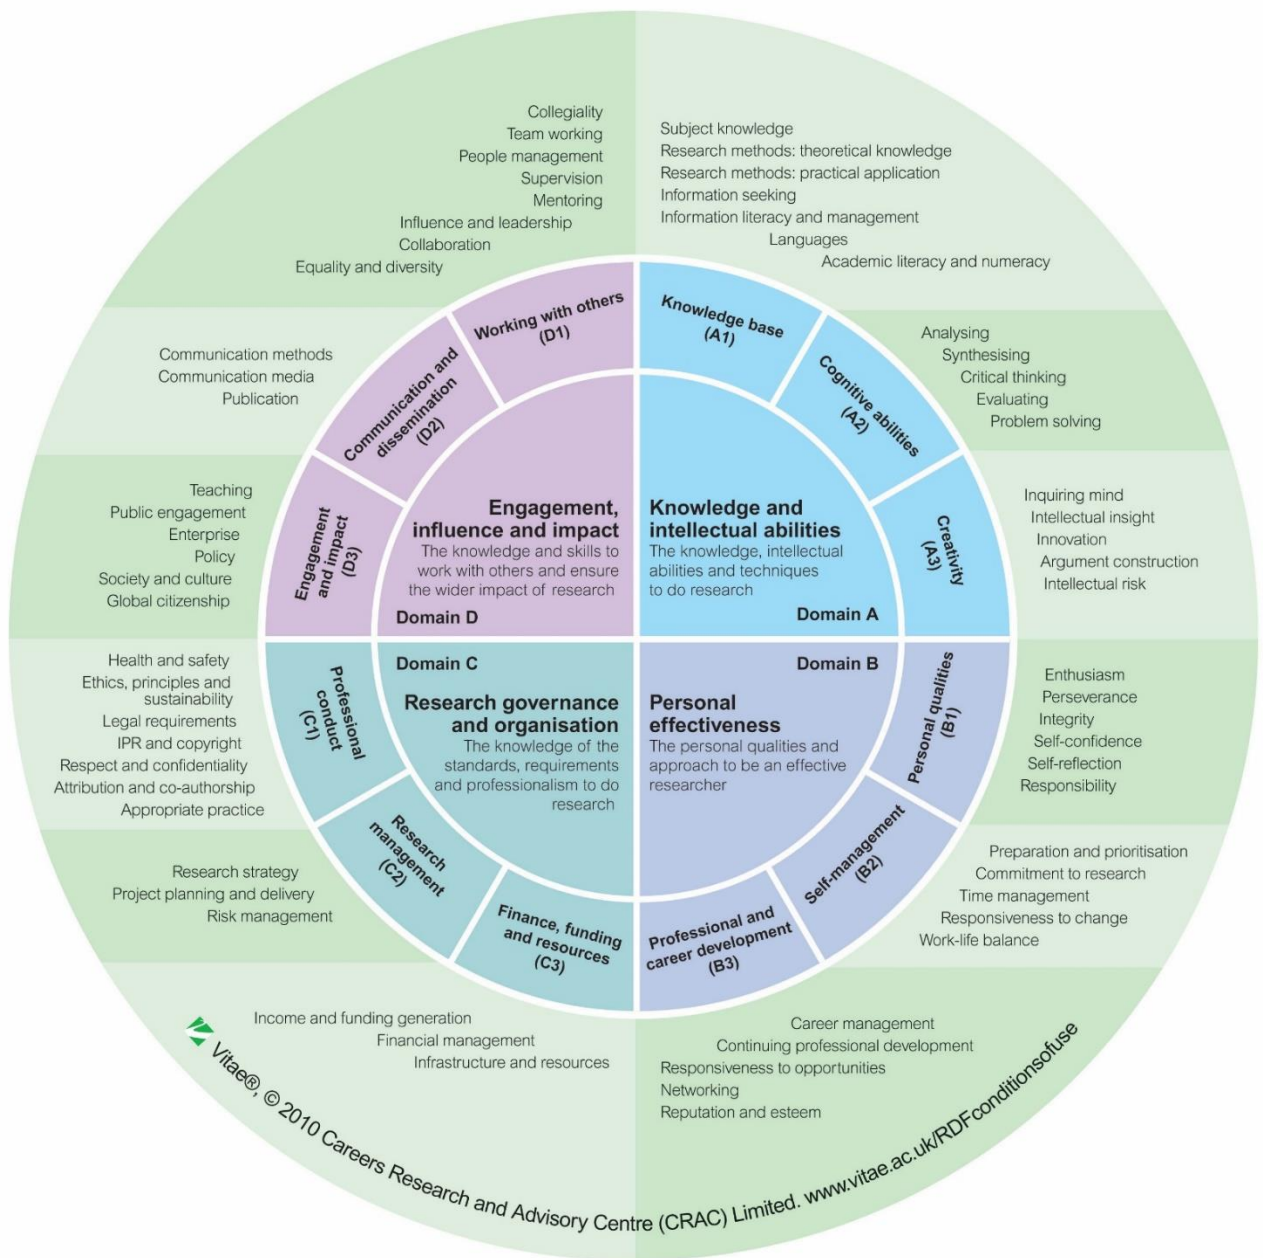 Collegiality
Team working
People management
Supervision
Mentoring
Influence and leadership
Collaboration
Equality and diversity
Subject knowledge
Research methods: theoretical knowledge
Research methods: practical application
Information seeking
Information literacy and management
Languages
Academic literacy and numeracy
Working with others
(D1)
Knowledge base
(A1)
Communication methods
Communication media
Publication
Communication and
dissemination
(D2)
Cognitive abilities
(A2)
Analysing
Synthesising
Critical thinking
Evaluating
Problem solving
Teaching
Public engagement
Enterprise
Policy
Society and culture
Global citizenship
Engagement
and impact
(D3)
Engagement,
influence and impact
The knowledge and skills to
work with others and ensure
the wider impact of research
Domain D
Knowledge and
intellectual abilities
The knowledge, intellectual
abilities and techniques
to do research
Domain A
Creativity
(A3)
Inquiring mind
Intellectual insight
Innovation
Argument construction
Intellectual risk
Health and safety
Ethics, principles and
sustainability
Legal requirements
IPR and copyright
Respect and confidentiality
Attribution and co-authorship
Appropriate practice
Professional
conduct
(C1)
Domain C
Research governance
and organisation
The knowledge of the
standards, requirements
and professionalism to do
research
Domain B
Personal
effectiveness
The personal qualities and
approach to be an effective
researcher
Personal qualities
(B1)
Enthusiasm
Perseverance
Integrity
Self-confidence
Self-reflection
Responsibility
Research strategy
Project planning and delivery
Risk management
Research
management
(C2)
Self-management
(B2)
Preparation and prioritisation
Commitment to research
Time management
Responsiveness to change
Work-life balance
Finance, funding
and resources
(C3)
Professional and
career development
(B3)
Income and funding generation
Financial management
Infrastructure and resources
Career management
Continuing professional development
Responsiveness to opportunities
Networking
Reputation and esteem
Vitae®, © 2010 Careers Research and Advisory Centre (CRAC) Limited. www.vitae.ac.uk/RDFconditionsofuse